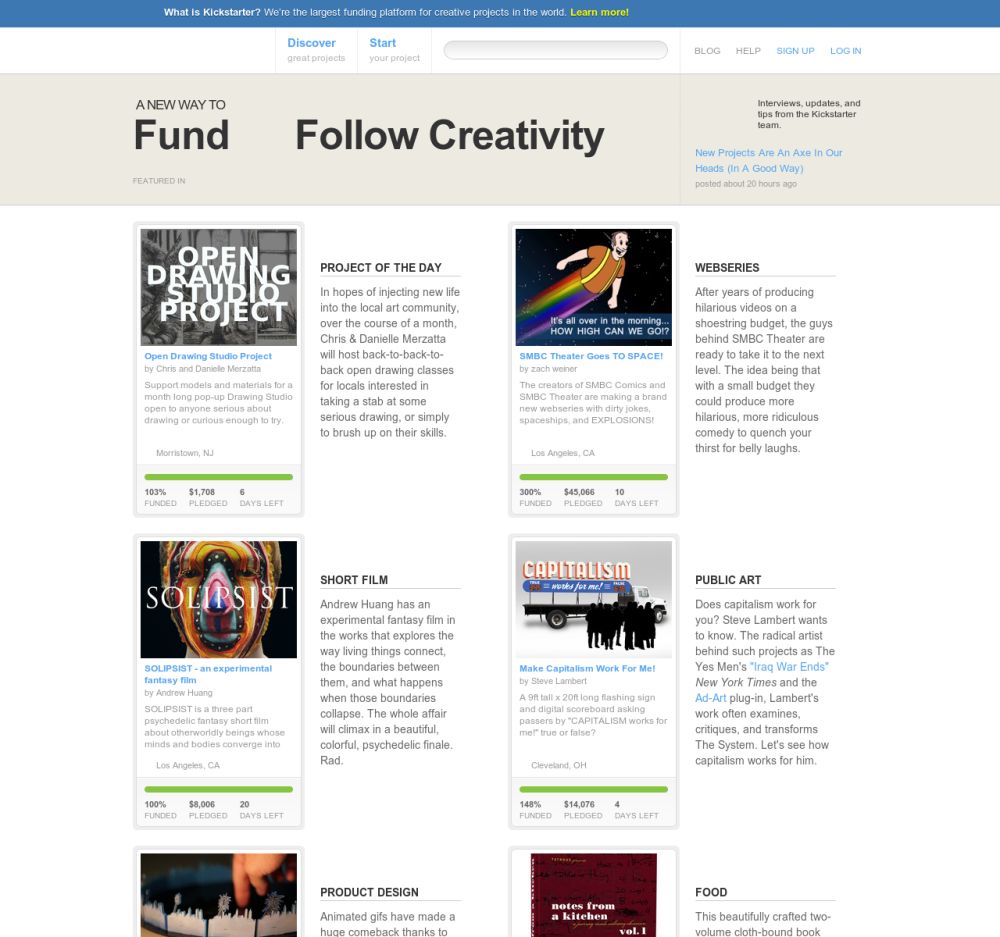 What is Kickstarter? We're the largest funding platform for creative projects in the world. Learn more!
Discover
great projects
Start
your project
BLOG
HELP
SIGN UP
LOG IN
A NEW WAY TO
Fund
Follow Creativity
FEATURED IN
Interviews, updates, and
tips from the Kickstarter
team.
New Projects Are An Axe In Our
Heads (In A Good Way)
posted about 20 hours ago
OPEN
DRAWING
STUDIO
PROJECT
Open Drawing Studio Project
by Chris and Danielle Merzatta
Support models and materials for a
month long pop-up Drawing Studio
open to anyone serious about
drawing or curious enough to try.
Morristown, NJ
103%
FUNDED
$1,708
PLEDGED
6
DAYS LEFT
PROJECT OF THE DAY
In hopes of injecting new life
into the local art community,
over the course of a month,
Chris & Danielle Merzatta
will host back-to-back-to-
back open drawing classes
for locals interested in
taking a stab at some
serious drawing, or simply
to brush up on their skills.
It's all over in the morning...
HOW HIGH CAN WE GO!?
SMBC Theater Goes TO SPACE!
by zach weiner
The creators of SMBC Comics and
SMBC Theater are making a brand
new webseries with dirty jokes,
spaceships, and EXPLOSIONS!
Los Angeles, CA
300%
FUNDED
$45,066
PLEDGED
10
DAYS LEFT
WEBSERIES
After years of producing
hilarious videos on a
shoestring budget, the guys
behind SMBC Theater are
ready to take it to the next
level. The idea being that
with a small budget they
could produce more
hilarious, more ridiculous
comedy to quench your
thirst for belly laughs.
SOLIPSIST
SOLIPSIST - an experimental
fantasy film
by Andrew Huang
SOLIPSIST is a three part
psychedelic fantasy short film
about otherworldly beings whose
minds and bodies converge into
Los Angeles, CA
100%
FUNDED
$8,006
PLEDGED
20
DAYS LEFT
SHORT FILM
Andrew Huang has an
experimental fantasy film in
the works that explores the
way living things connect,
the boundaries between
them, and what happens
when those boundaries
collapse. The whole affair
will climax in a beautiful,
colorful, psychedelic finale.
Rad.
CAPITALISM
TRUE
works for me!
FALSE
Make Capitalism Work For Me!
by Steve Lambert
A 9ft tall x 20ft long flashing sign
and digital scoreboard asking
passers by "CAPITALISM works for
me!" true or false?
Cleveland, OH
148%
FUNDED
$14,076
PLEDGED
4
DAYS LEFT
PUBLIC ART
Does capitalism work for
you? Steve Lambert wants
to know. The radical artist
behind such projects as The
Yes Men's "Iraq War Ends"
New York Times and the
Ad-Art plug-in, Lambert's
work often examines,
critiques, and transforms
The System. Let's see how
capitalism works for him.
PRODUCT DESIGN
Animated gifs have made a
huge comeback thanks to
notes from
a kitchen
vol. 1
FOOD
This beautifully crafted two-
volume cloth-bound book